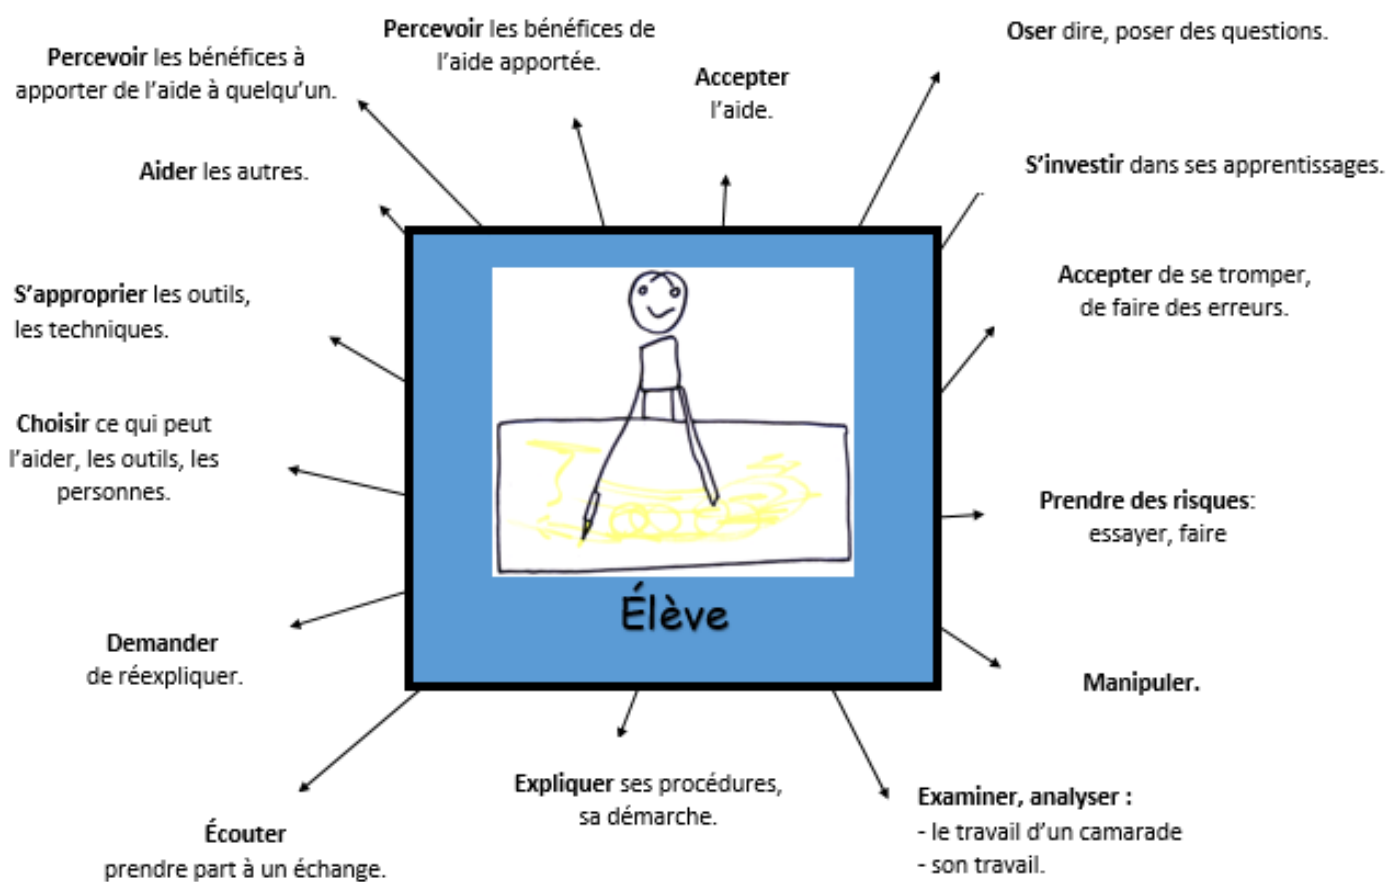 Percevoir les bénéfices à
apporter de l'aide à quelqu'un.
Percevoir les bénéfices de
l'aide apportée.
Accepter
l'aide.
Oser dire, poser des questions.
Aider les autres.
S'investir dans ses apprentissages.
S'approprier les outils,
les techniques.
Accepter de se tromper,
de faire des erreurs.
Choisir ce qui peut
l'aider, les outils, les
personnes.
Prendre des risques:
essayer, faire
Élève
Demander
de réexpliquer.
Manipuler.
Écouter
prendre part à un échange.
Expliquer ses procédures,
sa démarche.
Examiner, analyser :
- le travail d'un camarade
- son travail.